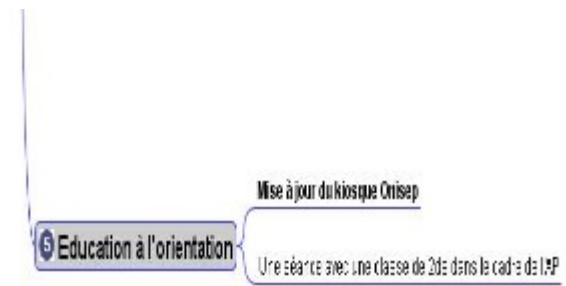 Mise à jour du kiosque Onisep
5 Education à l'orientation
Une séance avec une classe de 2de dans le cadre de l'AP